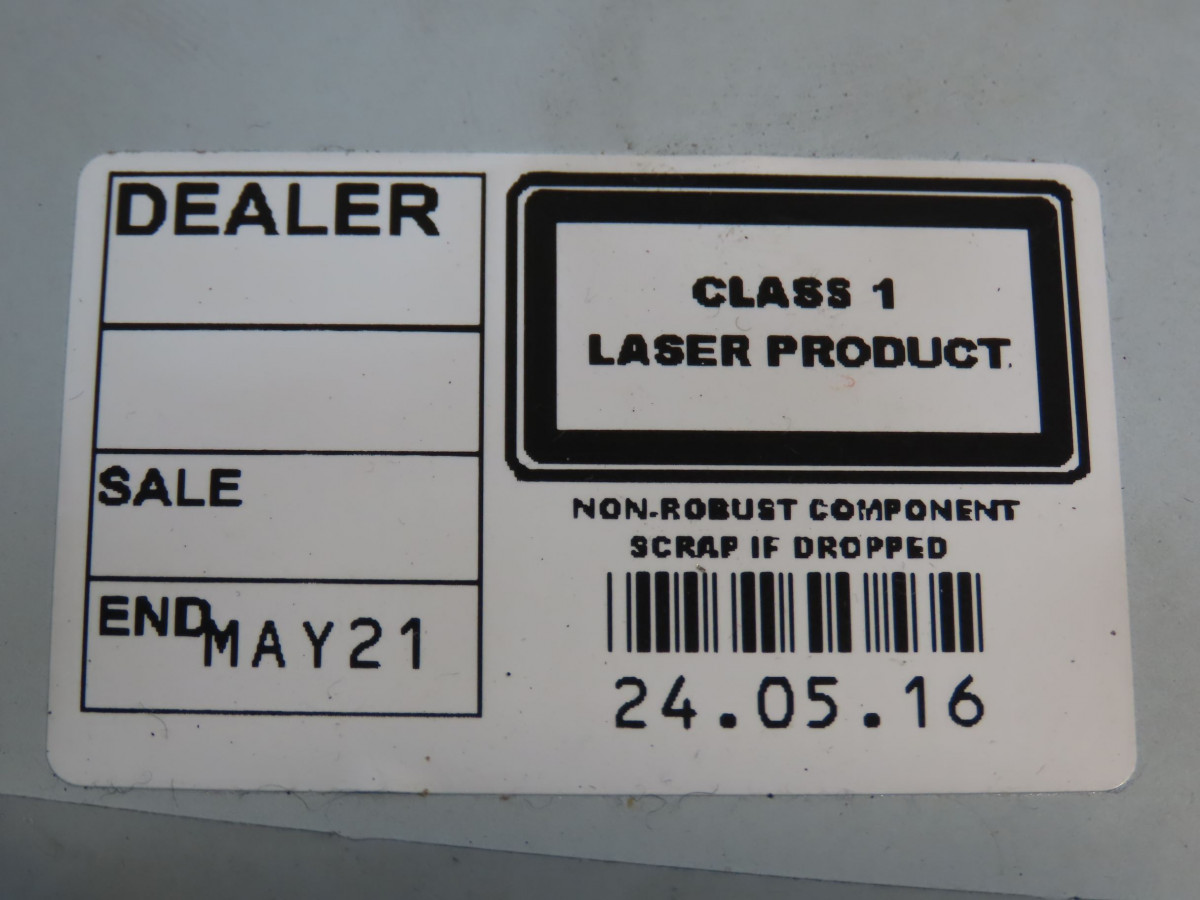 DEALER
SALE
END MAY21
CLASS 1
LASER PRODUCT
NON-ROBUST COMPONENT
SCRAP IF DROPPED
24.05.16